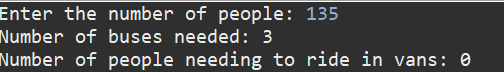 Enter the number of people: 135
Number of buses needed: 3
Number of people needing to ride in vans: 0